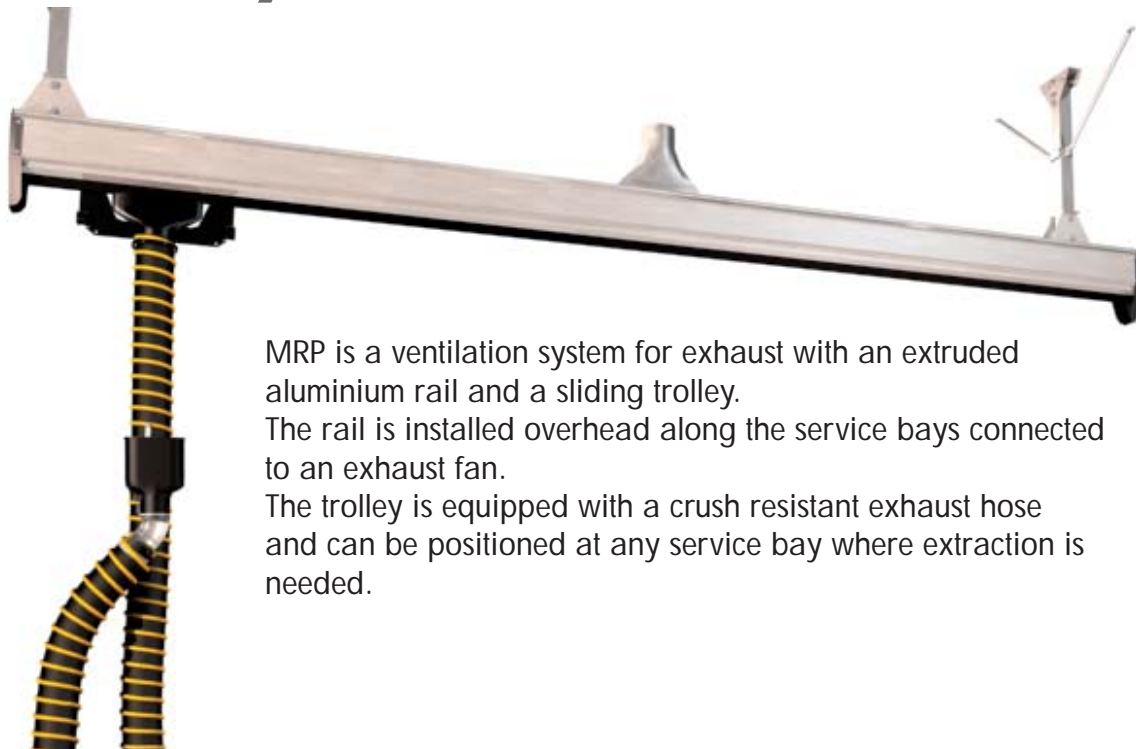 MRP is a ventilation system for exhaust with an extruded
aluminium rail and a sliding trolley.
The rail is installed overhead along the service bays connected
to an exhaust fan.
The trolley is equipped with a crush resistant exhaust hose
and can be positioned at any service bay where extraction is
needed.